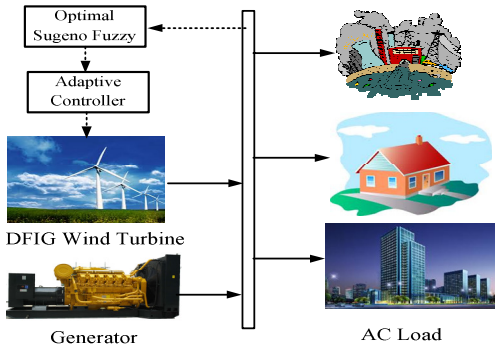 Optimal
Sugeno Fuzzy
Adaptive
Controller
DFIG Wind Turbine
Generator
AC Load